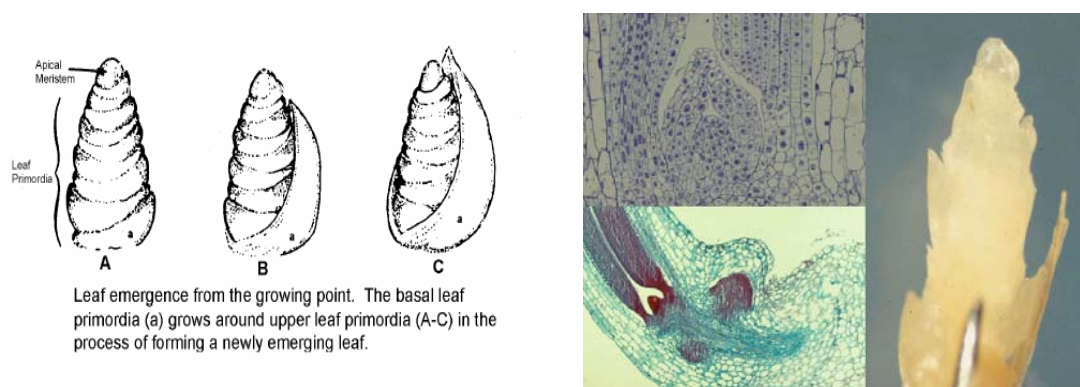 Apical
Meristem
Leaf
Primordia
a
a
a
A
B
C
Leaf emergence from the growing point. The basal leaf
primordia (a) grows around upper leaf primordia (A-C) in the
process of forming a newly emerging leaf.